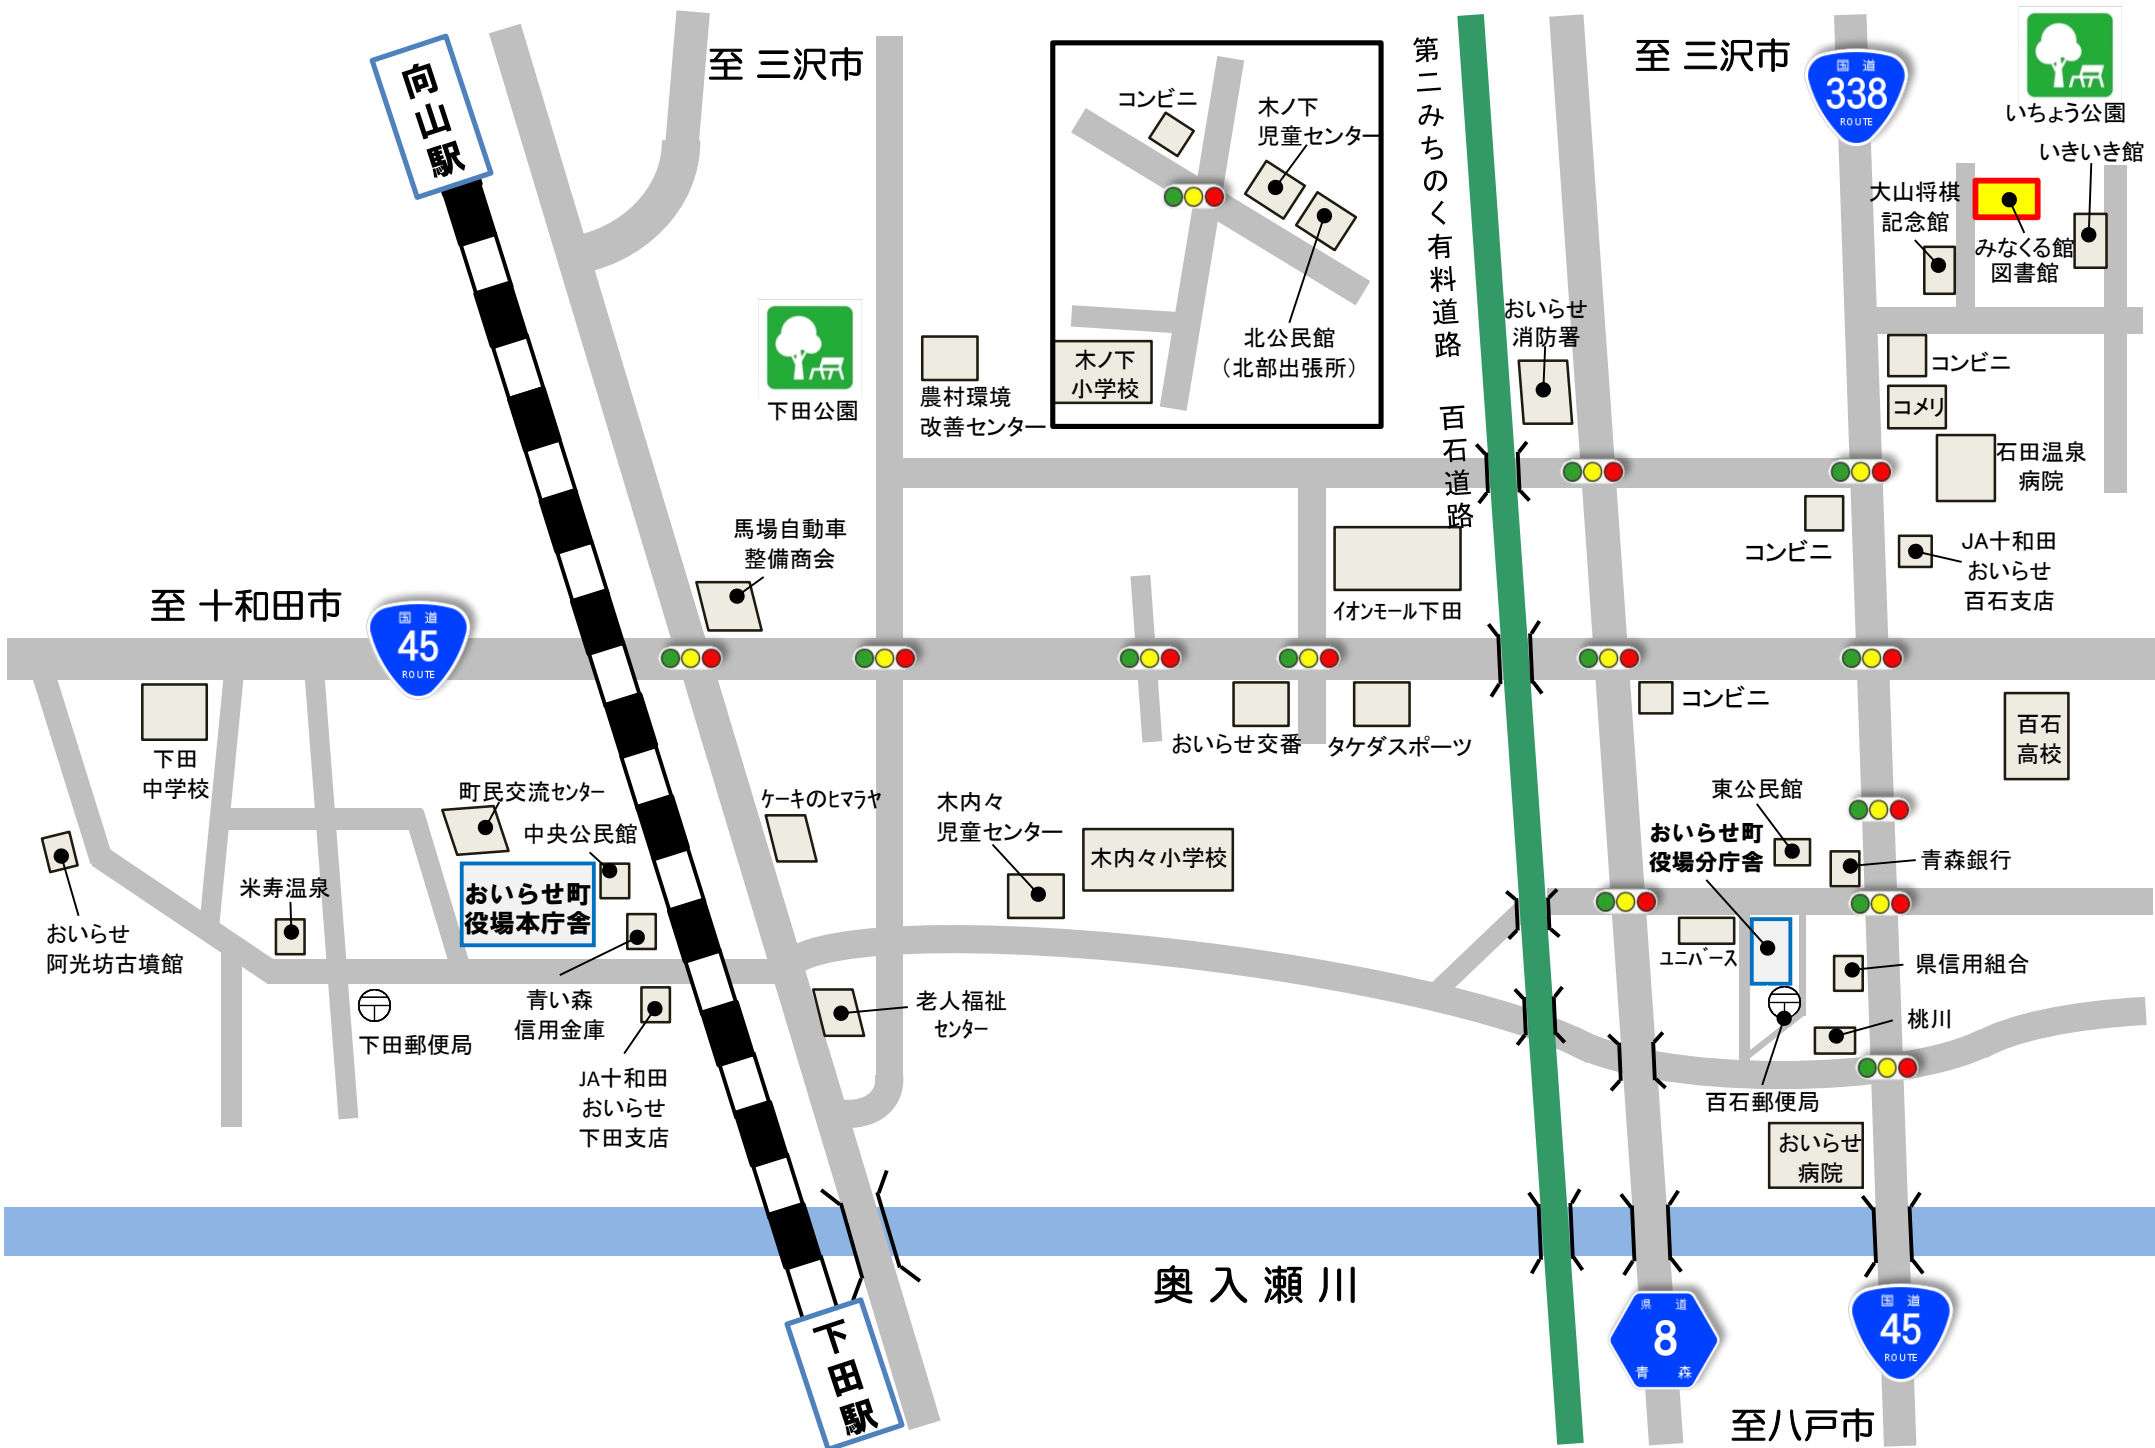 向山駅
至 三沢市
コンビニ
木ノ下
児童センター
北公民館
（北部出張所）
木ノ下
小学校
第二みちのく有料道路
百石道路
至 三沢市
国道
338
ROUTE
いちょう公園
いきいき館
大山将棋
記念館
みなくる館
図書館
おいらせ
消防署
下田公園
農村環境
改善センター
コンビニ
コメリ
石田温泉
病院
コンビニ
JA十和田
おいらせ
百石支店
馬場自動車
整備商会
イオンモール下田
至 十和田市
国道
45
ROUTE
下田
中学校
おいらせ交番
タケダスポーツ
コンビニ
百石
高校
町民交流センター
中央公民館
ケーキのヒマラヤ
木内々
児童センター
木内々小学校
東公民館
おいらせ町
役場分庁舎
青森銀行
米寿温泉
おいらせ町
役場本庁舎
おいらせ
阿光坊古墳館
ユニバース
県信用組合
青い森
信用金庫
老人福祉
センター
桃川
下田郵便局
JA十和田
おいらせ
下田支店
百石郵便局
おいらせ
病院
奥入瀬川
下田駅
県道
8
青森
国道
45
ROUTE
至八戸市